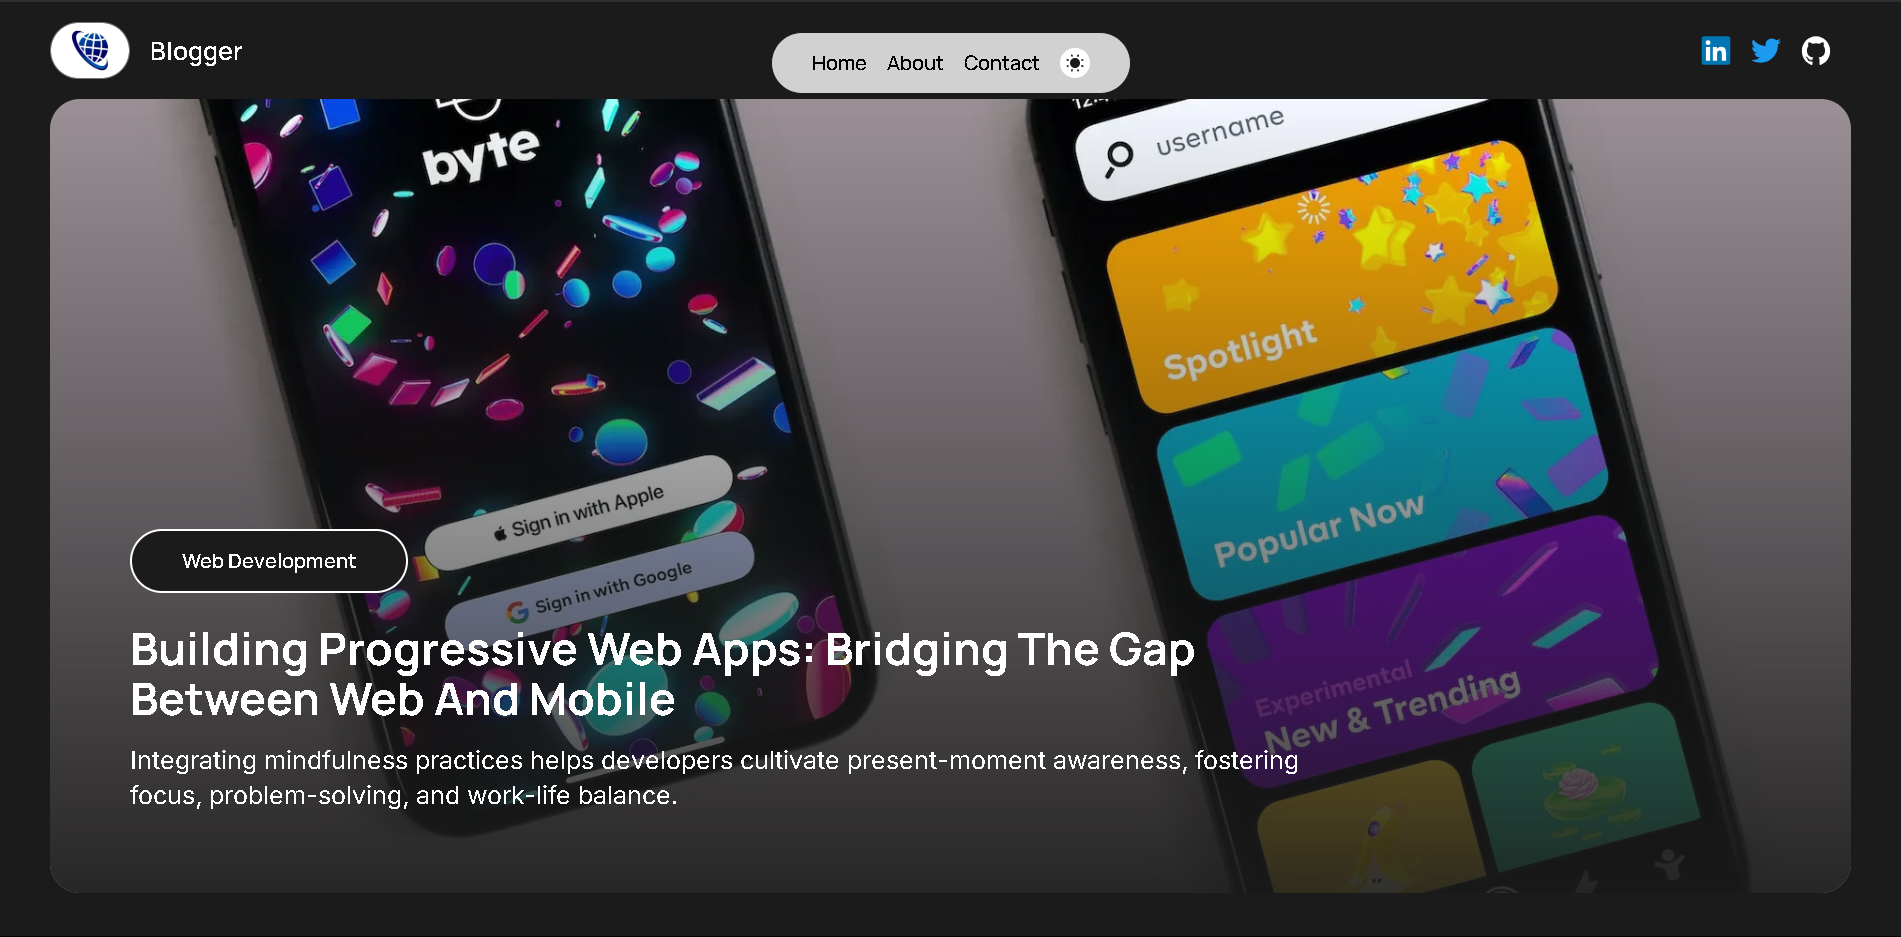 Blogger
Home About Contact
in
byte
username
Spotlight
Popular Now
Experimental
New & Trending
Sign in with Apple
G Sign in with Google
Web Development
Building Progressive Web Apps: Bridging The Gap
Between Web And Mobile
Integrating mindfulness practices helps developers cultivate present-moment awareness, fostering
focus, problem-solving, and work-life balance.